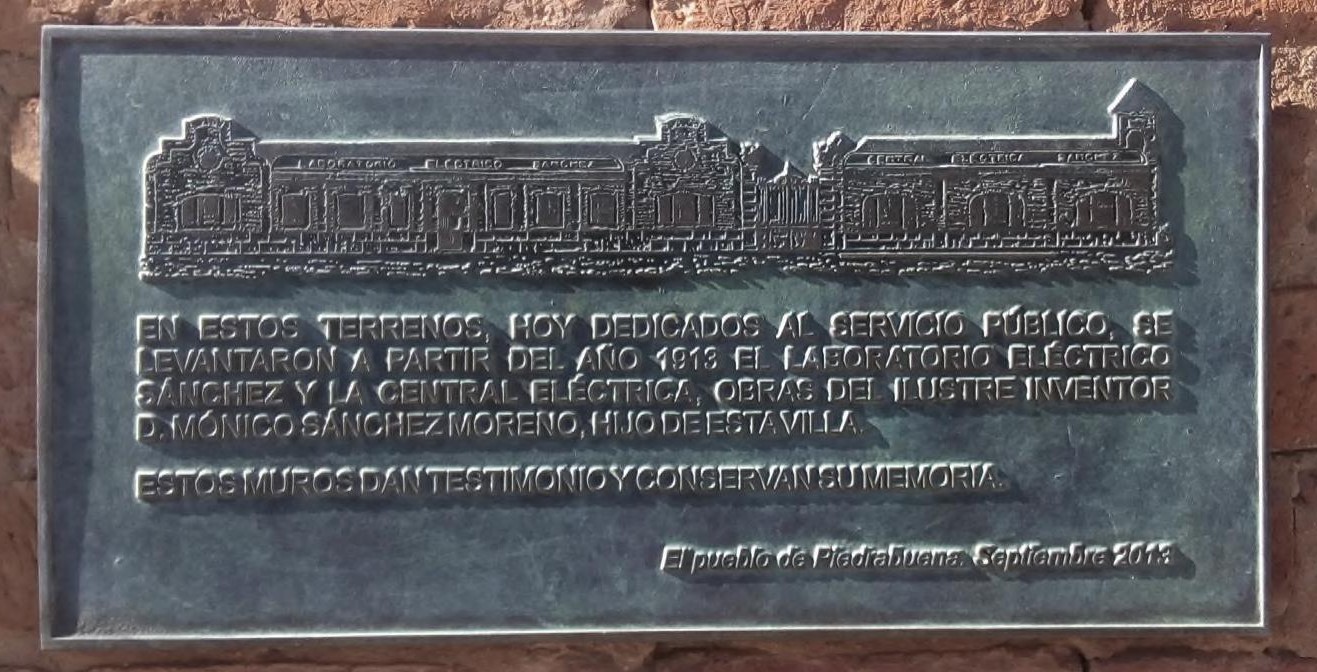 LABORATORIO ELÉCTRICO SANCHEZ
CENTRAL ELÉCTRICA SANCHEZ
EN ESTOS TERRENOS, HOY DEDICADOS AL SERVICIO PÚBLICO, SE
LEVANTARON A PARTIR DEL AÑO 1913 EL LABORATORIO ELÉCTRICO
SÁNCHEZ Y LA CENTRAL ELÉCTRICA, OBRAS DEL ILUSTRE INVENTOR
D. MÓNICO SÁNCHEZ MORENO, HIJO DE ESTA VILLA.
ESTOS MUROS DAN TESTIMONIO Y CONSERVAN SU MEMORIA.
El pueblo de Piedrabuena. Septiembre 2013